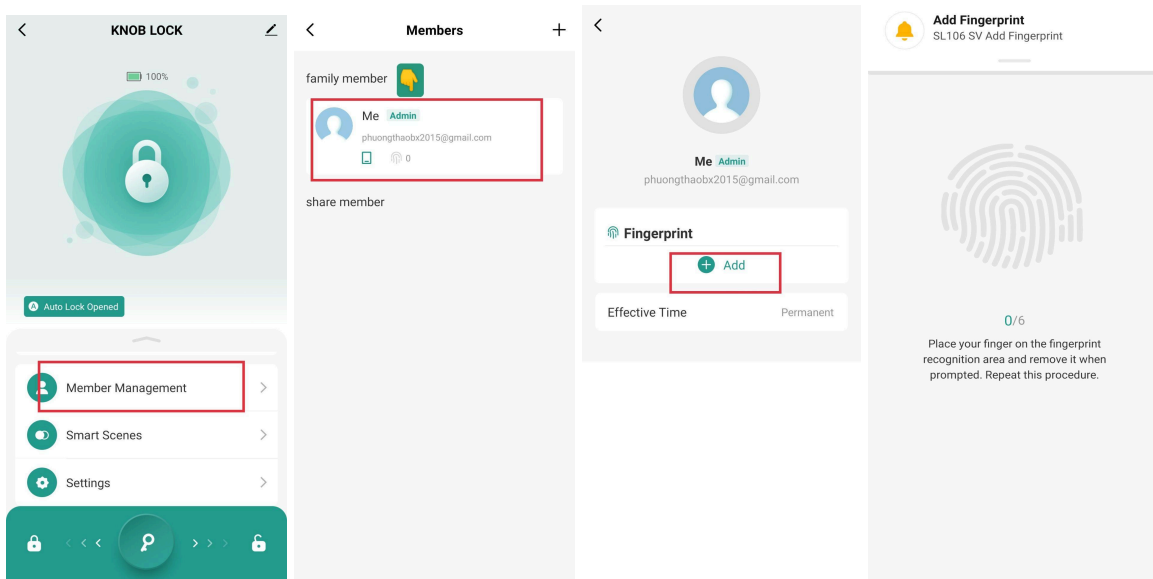 KNOB LOCK
100%
A Auto Lock Opened
Member Management
Smart Scenes
Settings
Members
family member
Me Admin
phuongthaobx2015@gmail.com
0
share member
Me Admin
phuongthaobx2015@gmail.com
Fingerprint
Add
Effective Time Permanent
Add Fingerprint
SL106 SV Add Fingerprint
0/6
Place your finger on the fingerprint
recognition area and remove it when
prompted. Repeat this procedure.